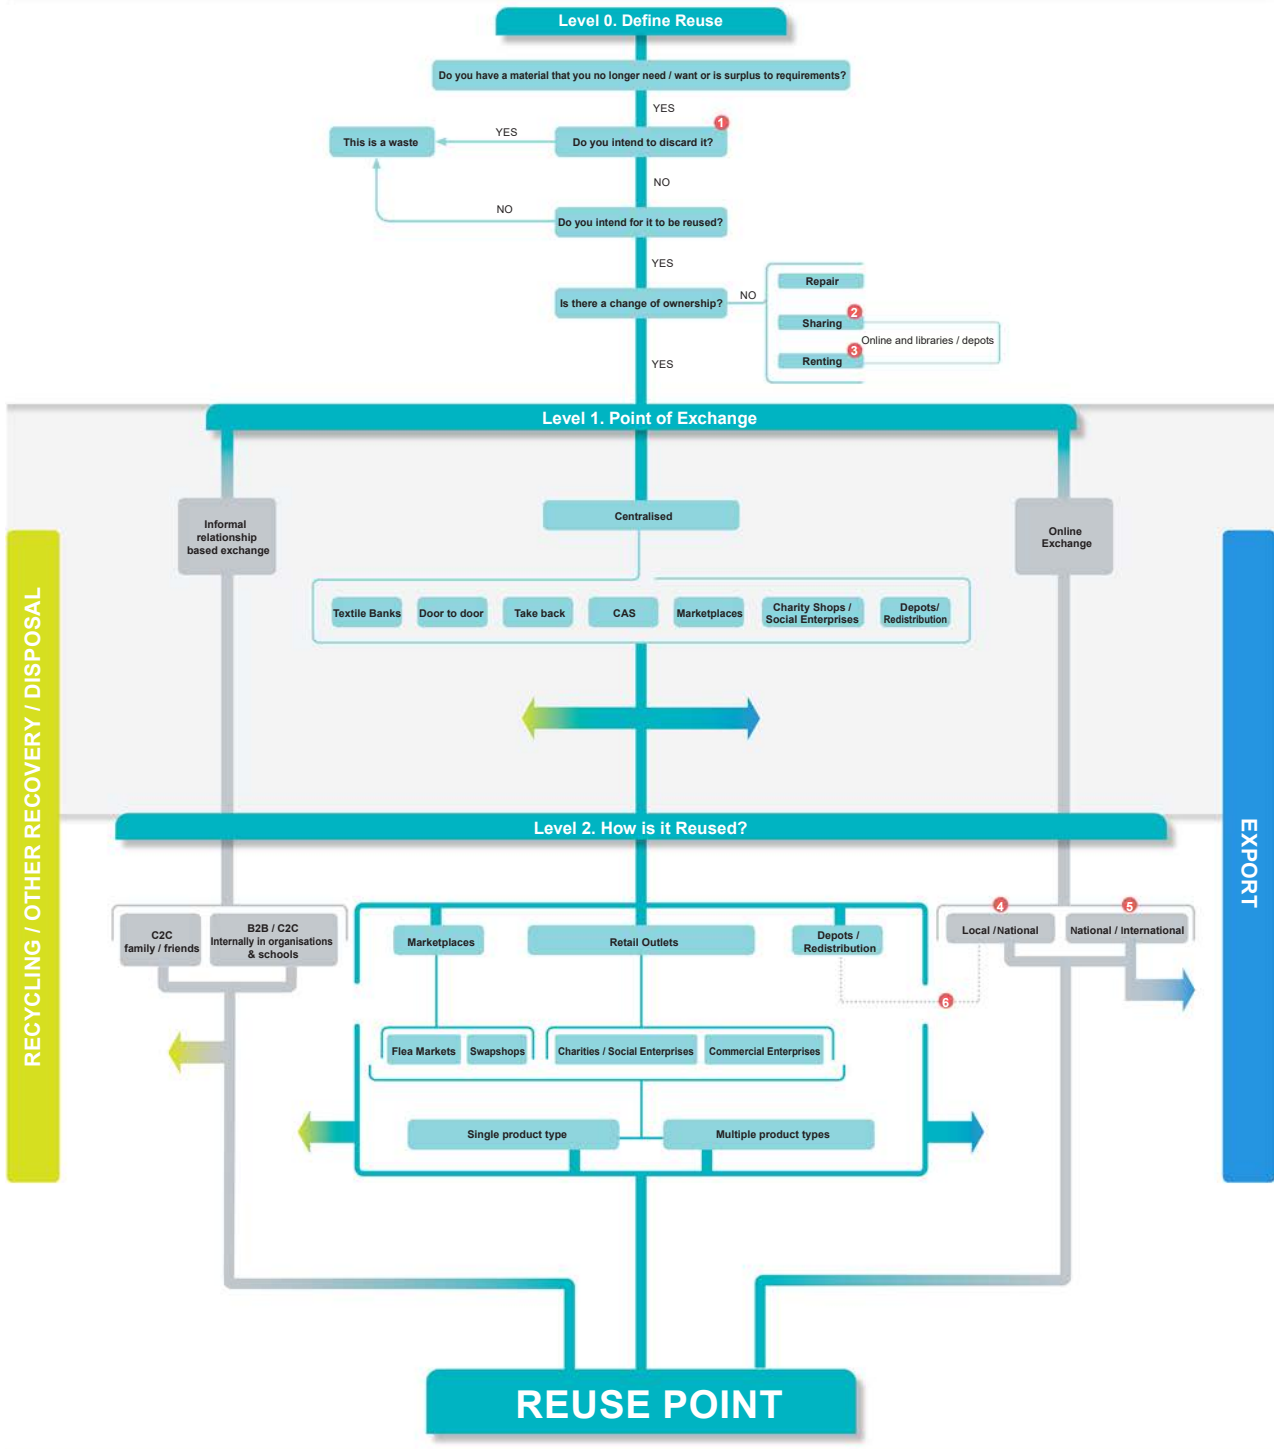 Level 0. Define Reuse
Do you have a material that you no longer need / want or is surplus to requirements?
YES
1
Do you intend to discard it?
YES
This is a waste
NO
Do you intend for it to be reused?
NO
YES
Is there a change of ownership?
NO
Repair
2
Sharing
Online and libraries / depots
3
Renting
YES
Level 1. Point of Exchange
Informal
relationship
based exchange
Centralised
Online
Exchange
Textile Banks
Door to door
Take back
CAS
Marketplaces
Charity Shops /
Social Enterprises
Depots/
Redistribution
RECYCLING / OTHER RECOVERY / DISPOSAL
EXPORT
Level 2. How is it Reused?
C2C
family / friends
B2B / C2C
Internally in organisations
& schools
Marketplaces
Retail Outlets
Depots /
Redistribution
4
Local / National
5
National / International
6
Flea Markets
Swapshops
Charities / Social Enterprises
Commercial Enterprises
Single product type
Multiple product types
REUSE POINT